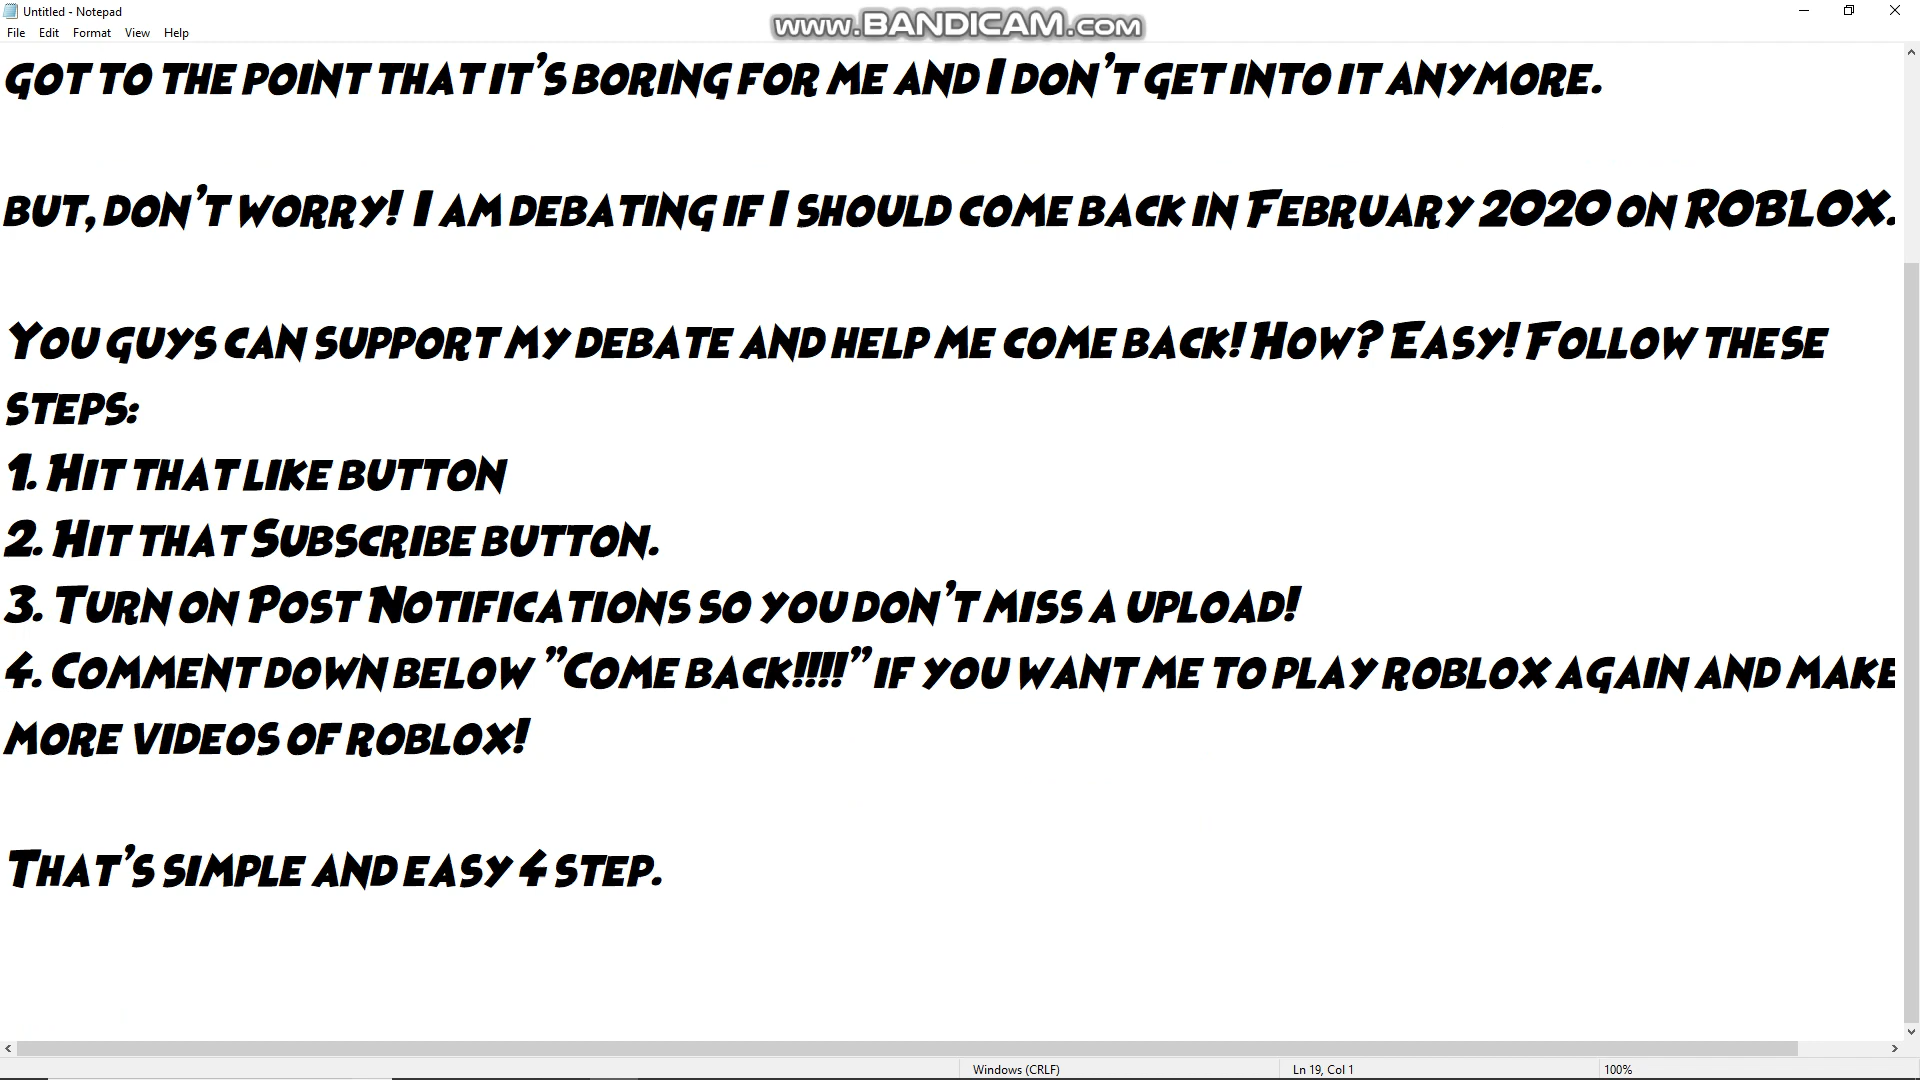 Untitled - Notepad
www.BANDICAM.com
File Edit Format View Help
got to the point that it's boring for me and I don't get into it anymore.
but, don't worry! I am debating if I should come back in February 2020 on ROBLOX.
You guys can support my debate and help me come back! How? Easy! Follow these
steps:
1. Hit that like button
2. Hit that Subscribe button.
3. Turn on Post Notifications so you don't miss a upload!
4. Comment down below "Come back!!!!" if you want me to play roblox again and make
more videos of roblox!
That's simple and easy 4 step.
Windows (CRLF) Ln 19, Col 1 100%